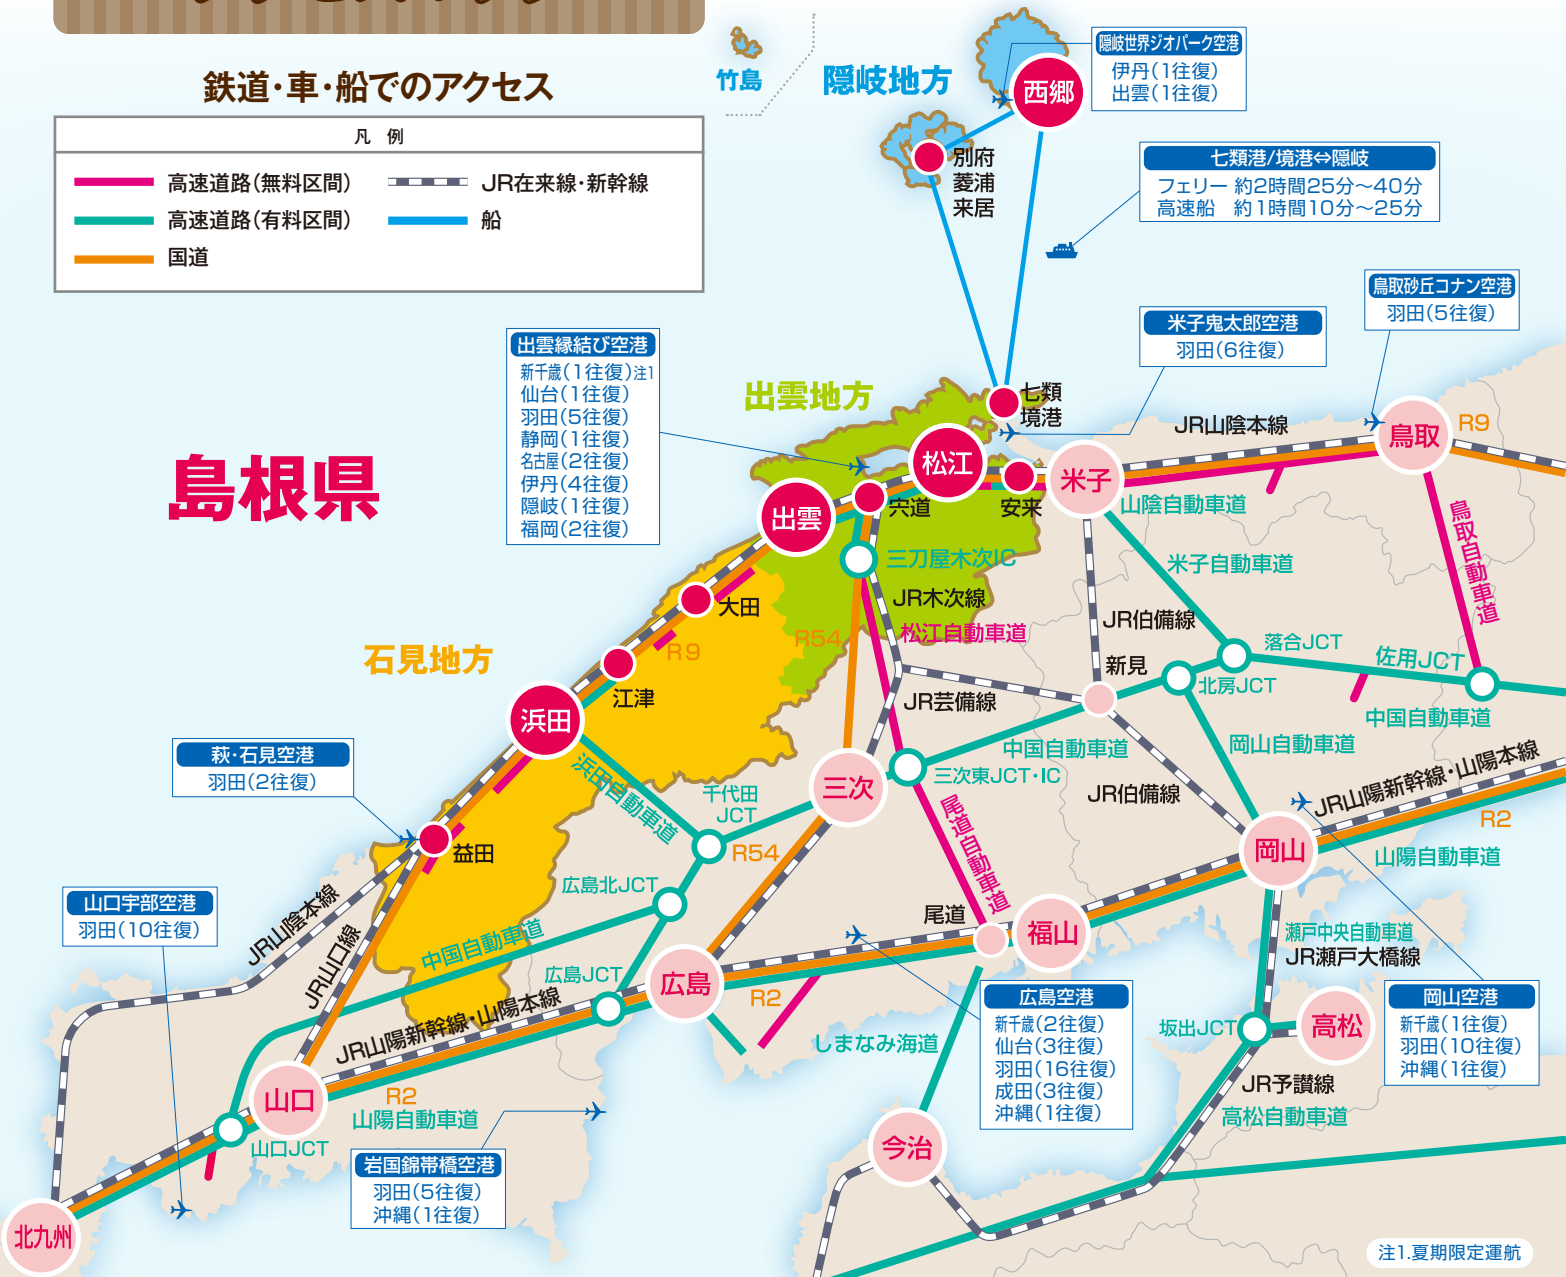 鉄道・車・船でのアクセス
凡 例
高速道路（無料区間）
高速道路（有料区間）
国道
JR在来線・新幹線
船
竹島
隠岐地方
西郷
別府
菱浦
来居
隠岐世界ジオパーク空港
伊丹（1往復）
出雲（1往復）
七類港/境港⇔隠岐
フェリー 約2時間25分〜40分
高速船 約1時間10分〜25分
鳥取砂丘コナン空港
羽田（5往復）
米子鬼太郎空港
羽田（6往復）
出雲縁結び空港
新千歳（1往復）注1
仙台（1往復）
羽田（5往復）
静岡（1往復）
名古屋（2往復）
伊丹（4往復）
隠岐（1往復）
福岡（2往復）
島根県
出雲地方
七類
境港
松江
出雲
宍道
安来
米子
JR山陰本線
鳥取
R9
山陰自動車道
鳥取自動車道
米子自動車道
三刀屋木次IC
JR木次線
松江自動車道
R54
JR伯備線
大田
R9
石見地方
江津
浜田
新見
落合JCT
佐用JCT
北房JCT
中国自動車道
JR芸備線
中国自動車道
岡山自動車道
萩・石見空港
羽田（2往復）
浜田自動車道
千代田
JCT
三次
三次東JCT・IC
JR伯備線
JR山陽新幹線・山陽本線
R2
山陽自動車道
岡山
尾道自動車道
R54
益田
広島北JCT
中国自動車道
山口宇部空港
羽田（10往復）
JR山陰本線
JR山口線
広島JCT
広島
尾道
福山
瀬戸中央自動車道
JR瀬戸大橋線
JR山陽新幹線・山陽本線
R2
しまなみ海道
広島空港
新千歳（2往復）
仙台（3往復）
羽田（16往復）
成田（3往復）
沖縄（1往復）
岡山空港
新千歳（1往復）
羽田（10往復）
沖縄（1往復）
坂出JCT
高松
JR予讃線
高松自動車道
山口
R2
山陽自動車道
山口JCT
岩国錦帯橋空港
羽田（5往復）
沖縄（1往復）
今治
北九州
注1.夏期限定運航